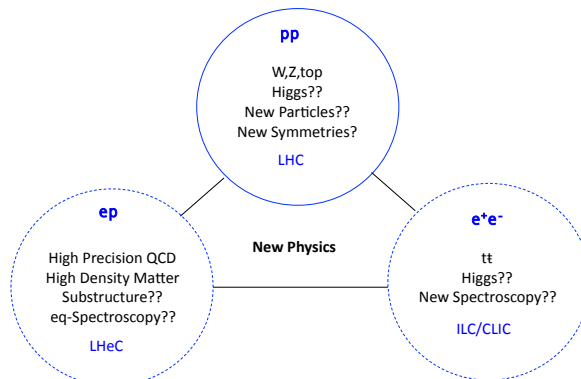 pp
W,Z,top
Higgs??
New Particles??
New Symmetries?
LHC
ep
High Precision QCD
High Density Matter
Substructure??
eq-Spectroscopy??
LHeC
New Physics
e⁺e⁻
tŧ
Higgs??
New Spectroscopy??
ILC/CLIC